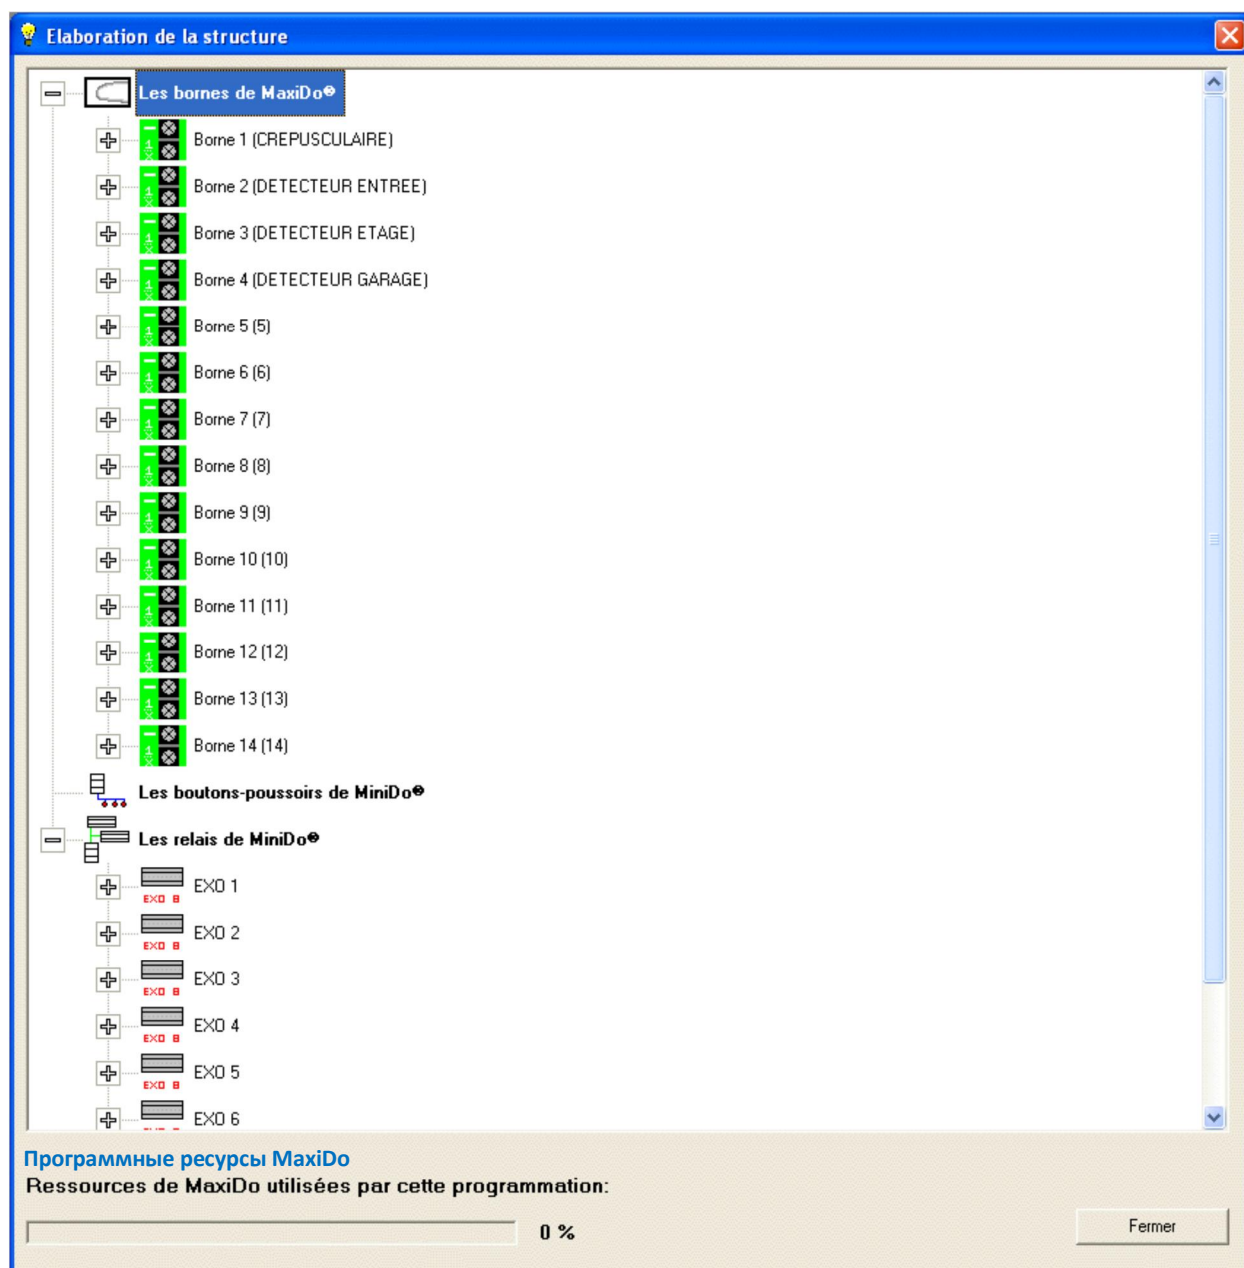 Elaboration de la structure
Les bornes de MaxiDo®
Borne 1 (CREPUSCULAIRE)
Borne 2 (DETECTEUR ENTREE)
Borne 3 (DETECTEUR ETAGE)
Borne 4 (DETECTEUR GARAGE)
Borne 5 (5)
Borne 6 (6)
Borne 7 (7)
Borne 8 (8)
Borne 9 (9)
Borne 10 (10)
Borne 11 (11)
Borne 12 (12)
Borne 13 (13)
Borne 14 (14)
Les boutons-poussoirs de MiniDo®
Les relais de MiniDo®
EXO 1
EXO 8
EXO 2
EXO 8
EXO 3
EXO 8
EXO 4
EXO 8
EXO 5
EXO 8
EXO 6
Программные ресурсы MaxiDo
Ressources de MaxiDo utilisées par cette programmation:
0 %
Fermer